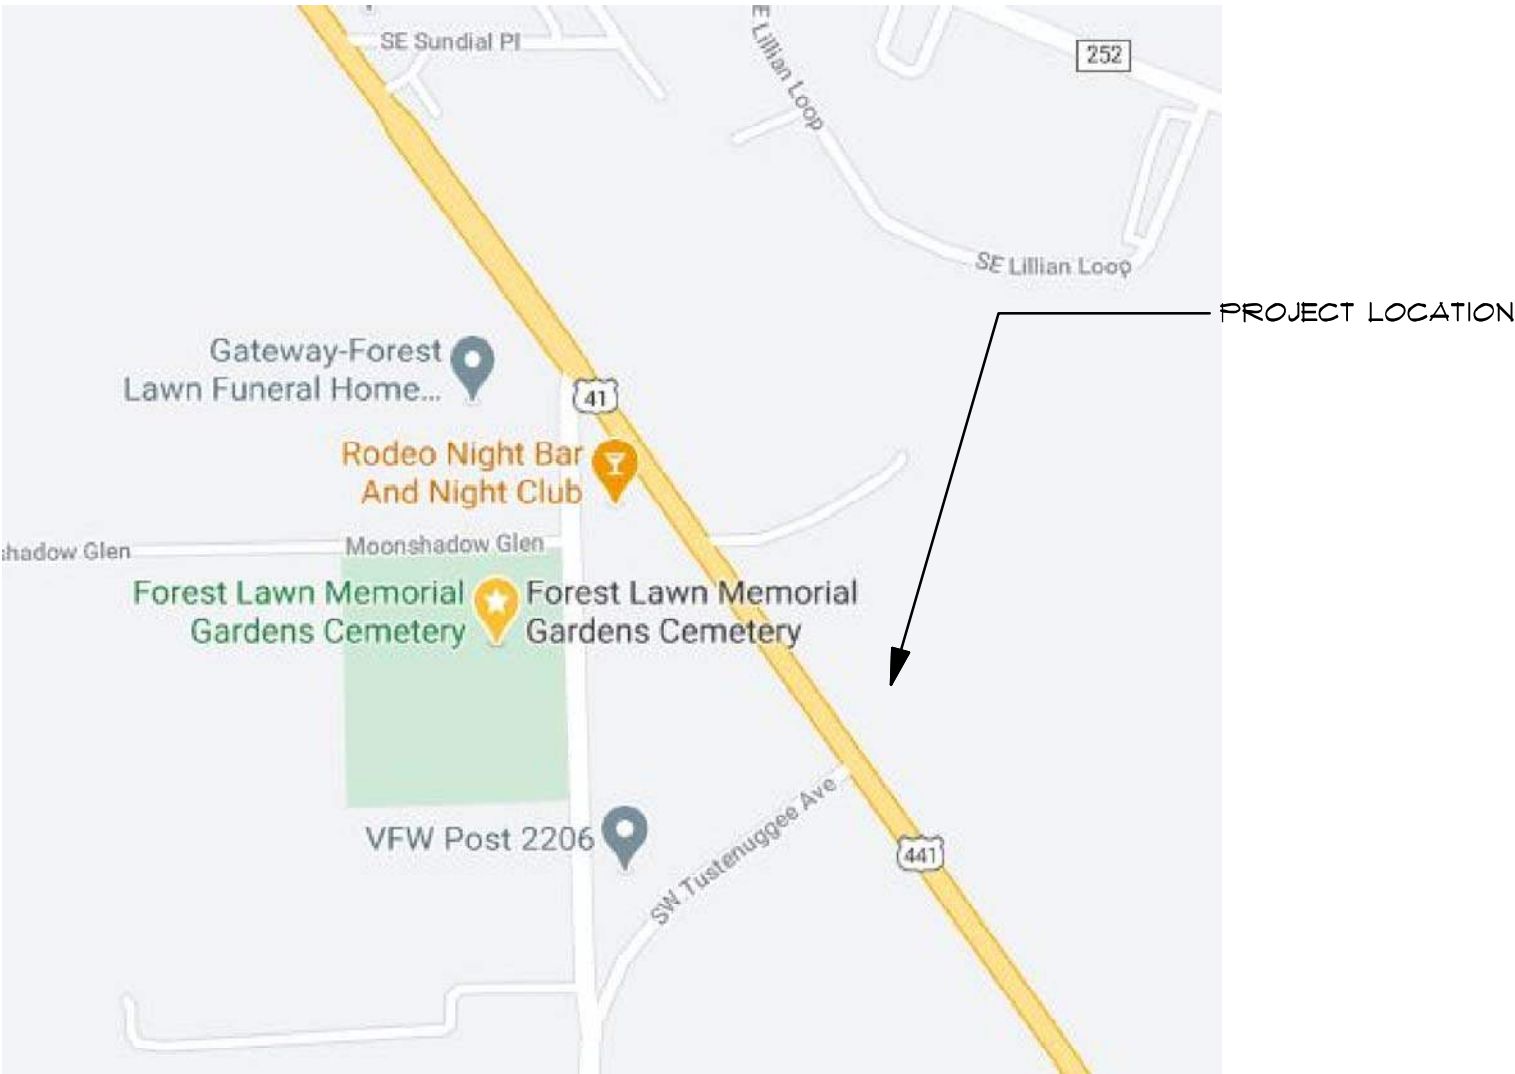 SE Sundial Pl
E Lillian Loop
252
SE Lillian Loop
PROJECT LOCATION
Gateway-Forest
Lawn Funeral Home...
41
Rodeo Night Bar
And Night Club
shadow Glen
Moonshadow Glen
Forest Lawn Memorial
Gardens Cemetery
Forest Lawn Memorial
Gardens Cemetery
VFW Post 2206
SW Tustenuggee Ave
441